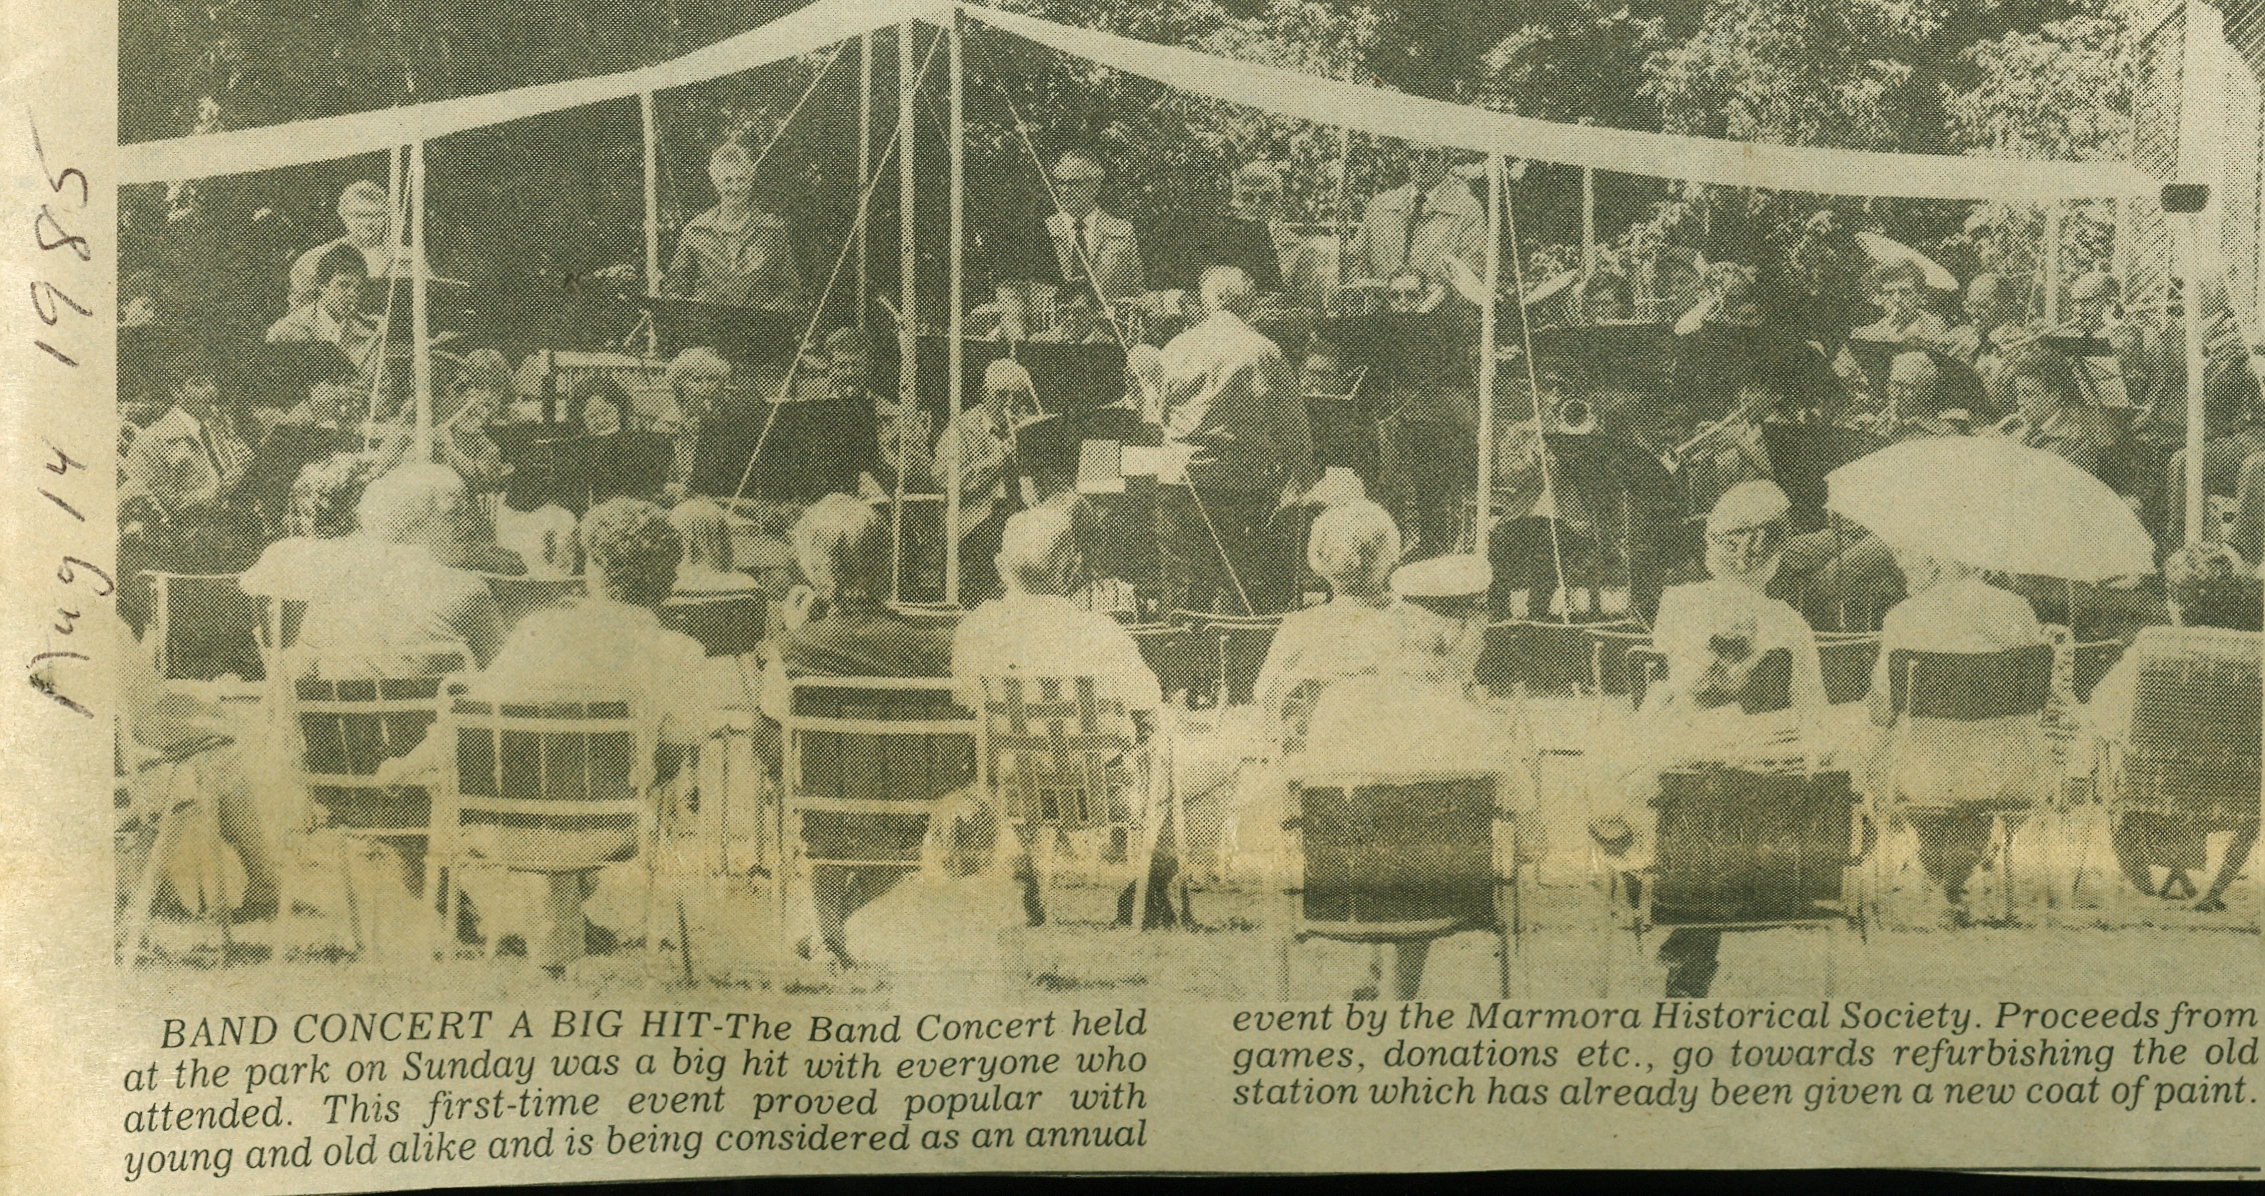 Aug 14 1985
BAND CONCERT A BIG HIT-The Band Concert held
at the park on Sunday was a big hit with everyone who
attended. This first-time event proved popular with
young and old alike and is being considered as an annual
event by the Marmora Historical Society. Proceeds from
games, donations etc., go towards refurbishing the old
station which has already been given a new coat of paint.